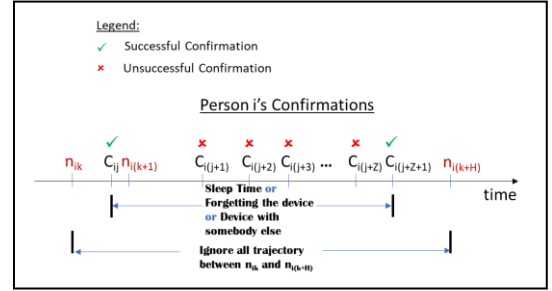 Legend:
✓ Successful Confirmation
✗ Unsuccessful Confirmation
Person i's Confirmations
✓ ✗ ✗ ✗ ✗ ✓
n_ik C_ij n_i(k+1) C_i(j+1) C_i(j+2) C_i(j+3) ... C_i(j+Z) C_i(j+Z+1) n_i(k+H)
time
Sleep Time or
Forgetting the device
or Device with
somebody else
Ignore all trajectory
between n_ik and n_i(k+H)